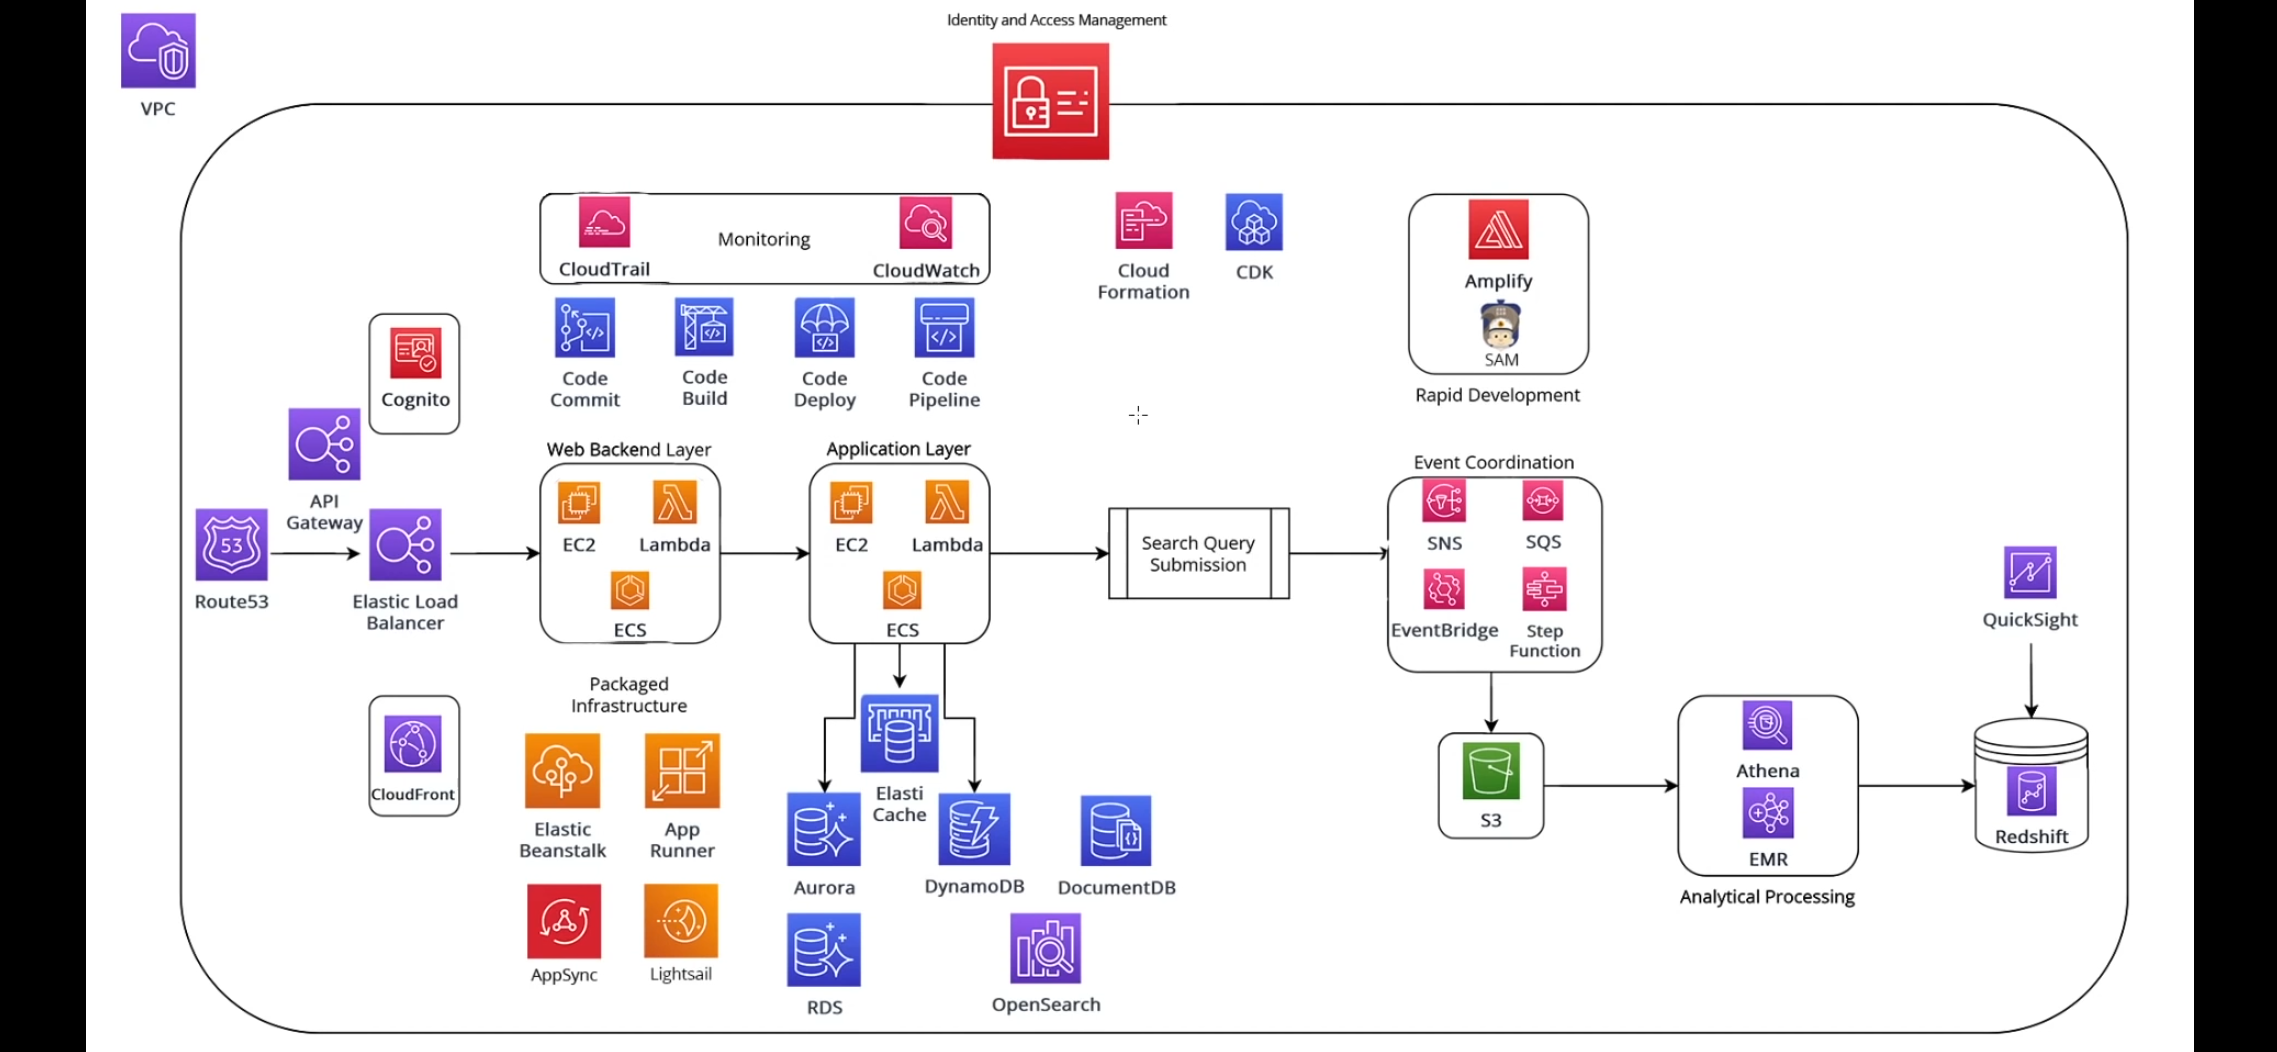 Identity and Access Management
VPC
CloudTrail
Monitoring
CloudWatch
Cloud
Formation
CDK
Amplify
SAM
Rapid Development
Cognito
Code
Commit
Code
Build
Code
Deploy
Code
Pipeline
API
Gateway
Route53
53
Elastic Load
Balancer
Web Backend Layer
EC2
Lambda
ECS
Application Layer
EC2
Lambda
ECS
Search Query
Submission
Event Coordination
SNS
SQS
EventBridge
Step
Function
QuickSight
CloudFront
Packaged
Infrastructure
Elastic
Beanstalk
App
Runner
AppSync
Lightsail
Elasti
Cache
Aurora
DynamoDB
DocumentDB
RDS
OpenSearch
S3
Athena
EMR
Analytical Processing
Redshift